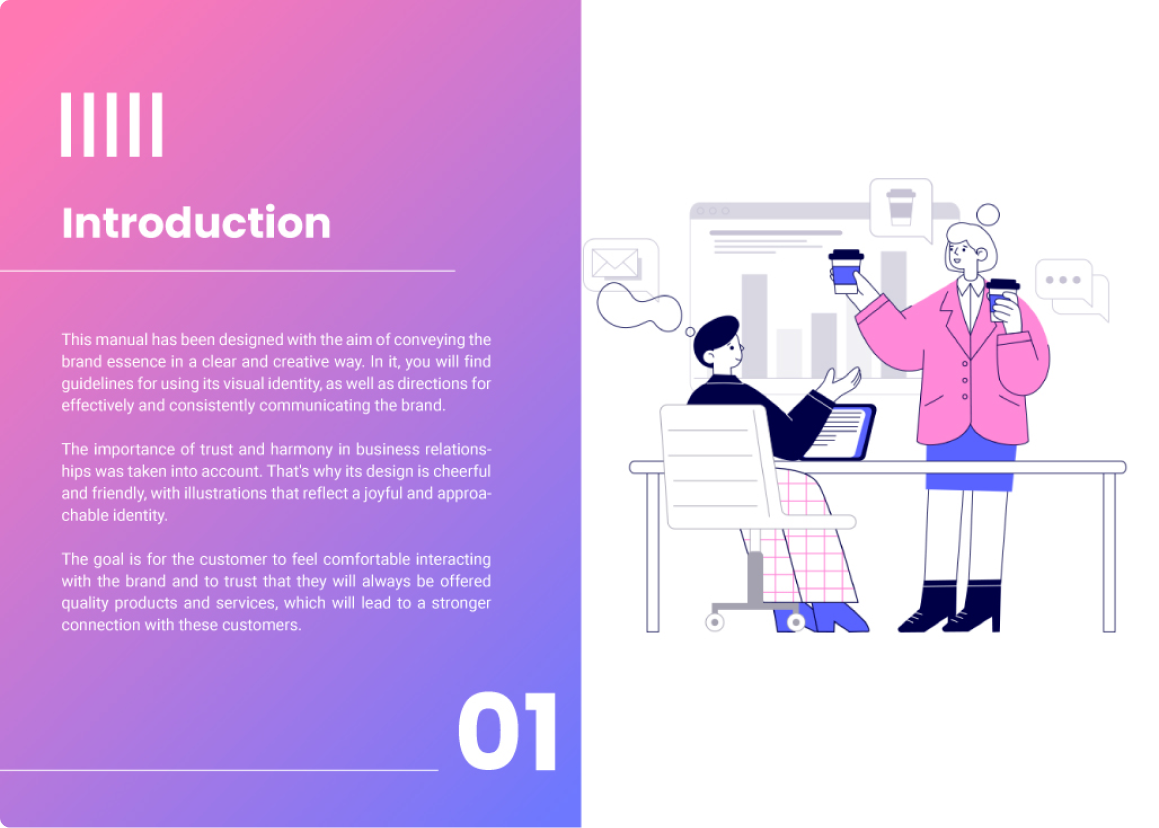 Introduction
This manual has been designed with the aim of conveying the
brand essence in a clear and creative way. In it, you will find
guidelines for using its visual identity, as well as directions for
effectively and consistently communicating the brand.
The importance of trust and harmony in business relations-
hips was taken into account. That's why its design is cheerful
and friendly, with illustrations that reflect a joyful and approa-
chable identity.
The goal is for the customer to feel comfortable interacting
with the brand and to trust that they will always be offered
quality products and services, which will lead to a stronger
connection with these customers.
01